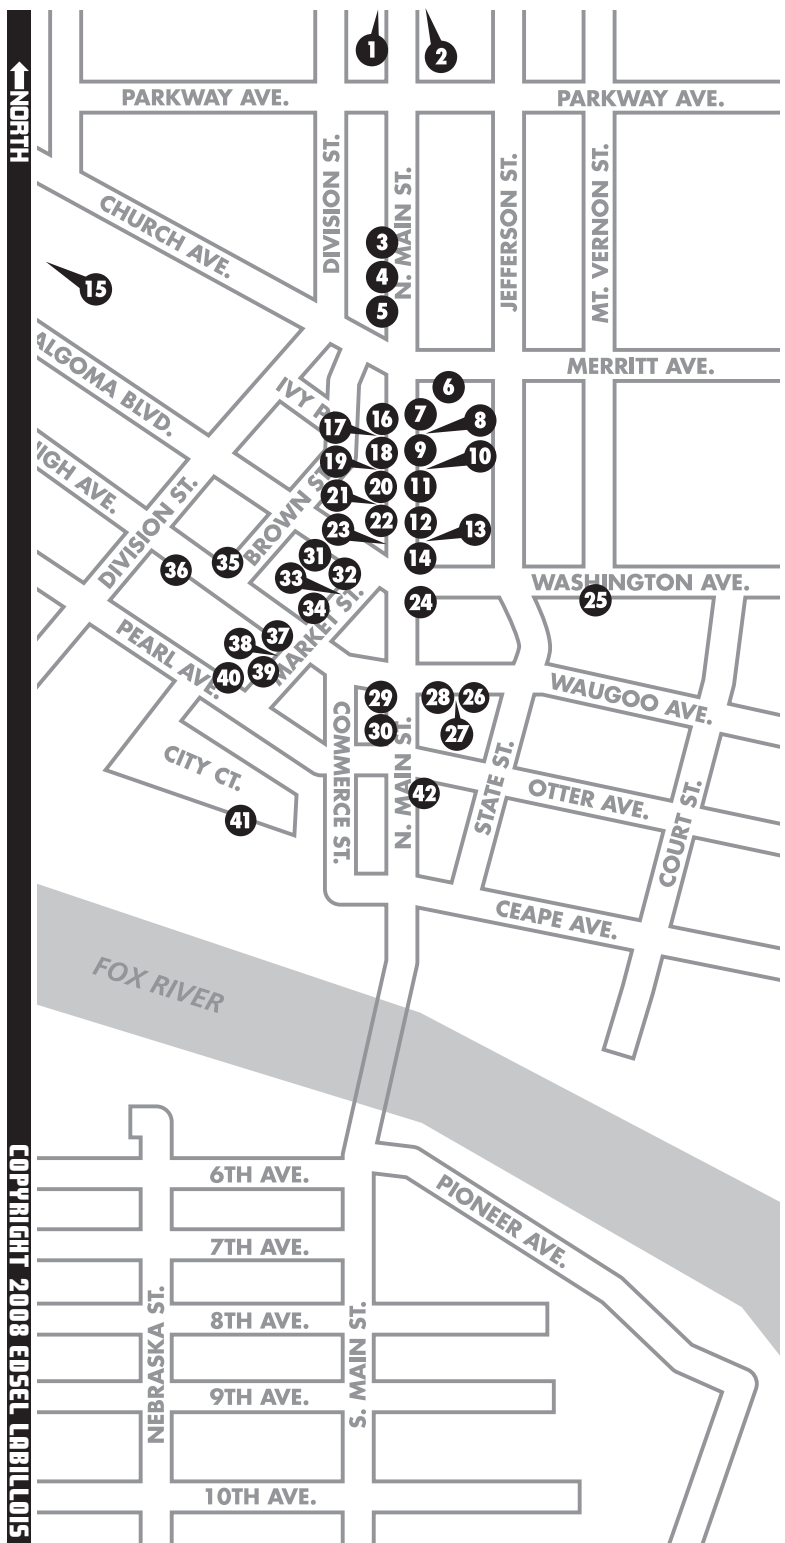 NORTH
1
2
PARKWAY AVE.
PARKWAY AVE.
DIVISION ST.
N. MAIN ST.
JEFFERSON ST.
MT. VERNON ST.
CHURCH AVE.
3
4
5
15
ALGOMA BLVD.
MERRITT AVE.
IVY P
6
7
8
16
17
18
9
10
19
20
11
21
22
12
13
23
14
HIGH AVE.
DIVISION ST.
BROWN ST.
31
35
36
33
32
34
MARKET ST.
WASHINGTON AVE.
24
25
PEARL AVE.
37
38
39
40
WAUGOO AVE.
29
28
26
30
27
COMMERCE ST.
N. MAIN ST.
STATE ST.
CITY CT.
42
OTTER AVE.
COURT ST.
41
CEAPE AVE.
FOX RIVER
6TH AVE.
PIONEER AVE.
7TH AVE.
NEBRASKA ST.
S. MAIN ST.
8TH AVE.
9TH AVE.
10TH AVE.
COPYRIGHT 2008 EDSEL LABILLOIS